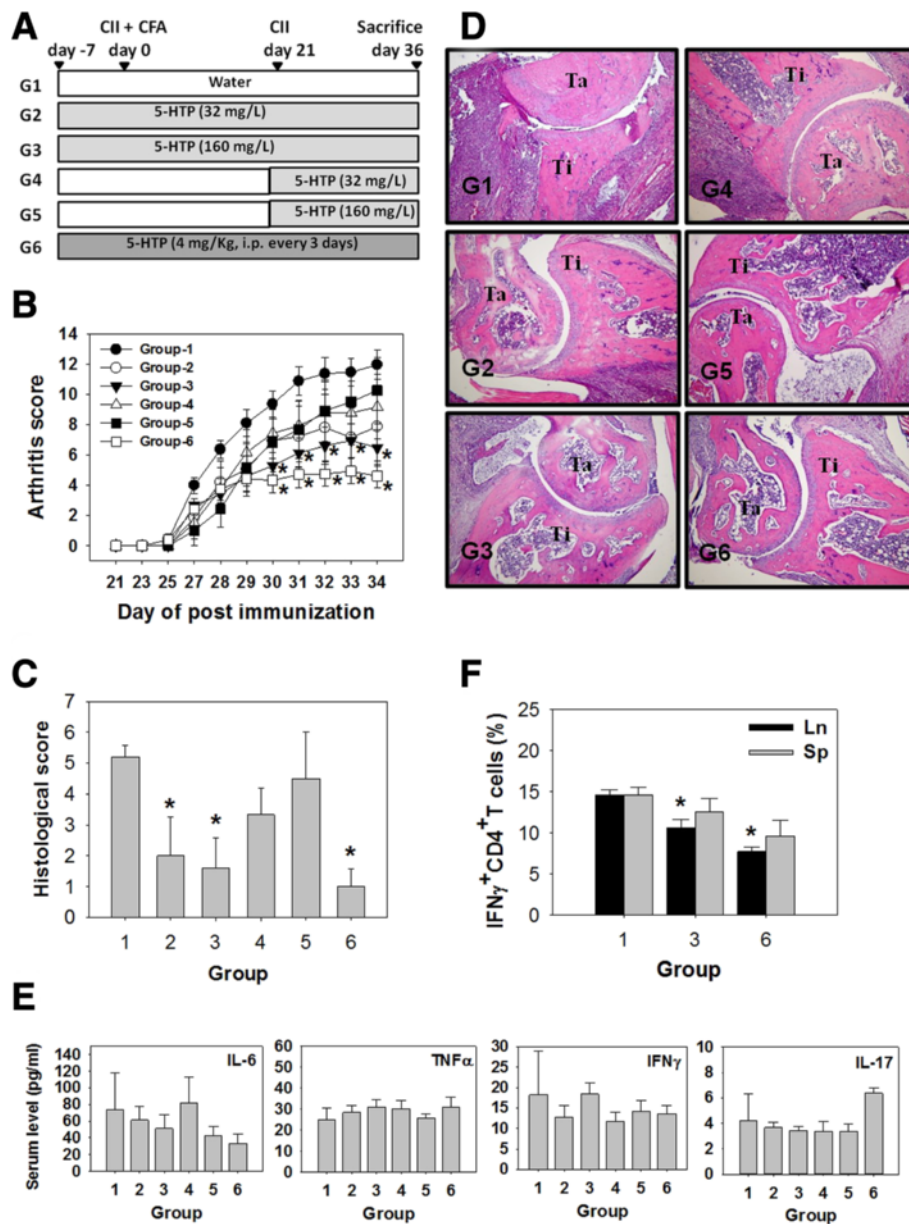 A
CII + CFA CII Sacrifice
day -7 day 0 day 21 day 36
G1 Water
G2 5-HTP (32 mg/L)
G3 5-HTP (160 mg/L)
G4 5-HTP (32 mg/L)
G5 5-HTP (160 mg/L)
G6 5-HTP (4 mg/Kg, i.p. every 3 days)
B
Arthritis score
14
12
10
8
6
4
2
0
Group-1
Group-2
Group-3
Group-4
Group-5
Group-6
* * * * *
* * * * *
21 23 25 27 28 29 30 31 32 33 34
Day of post immunization
C
Histological score
7
6
5
4
3
2
1
0
* * *
1 2 3 4 5 6
Group
D
Ta
Ti
G1
Ti
Ta
G4
Ti
Ta
G2
Ti
Ta
G5
Ta
Ti
G3
Ti
Ta
G6
F
IFNγ+CD4+T cells (%)
25
20
15
10
5
0
Ln
Sp
* *
1 3 6
Group
E
Serum level (pg/ml)
IL-6
140
120
100
80
60
40
20
0
1 2 3 4 5 6
Group
TNFα
60
50
40
30
20
10
0
1 2 3 4 5 6
Group
IFNγ
30
25
20
15
10
5
0
1 2 3 4 5 6
Group
IL-17
10
8
6
4
2
0
1 2 3 4 5 6
Group